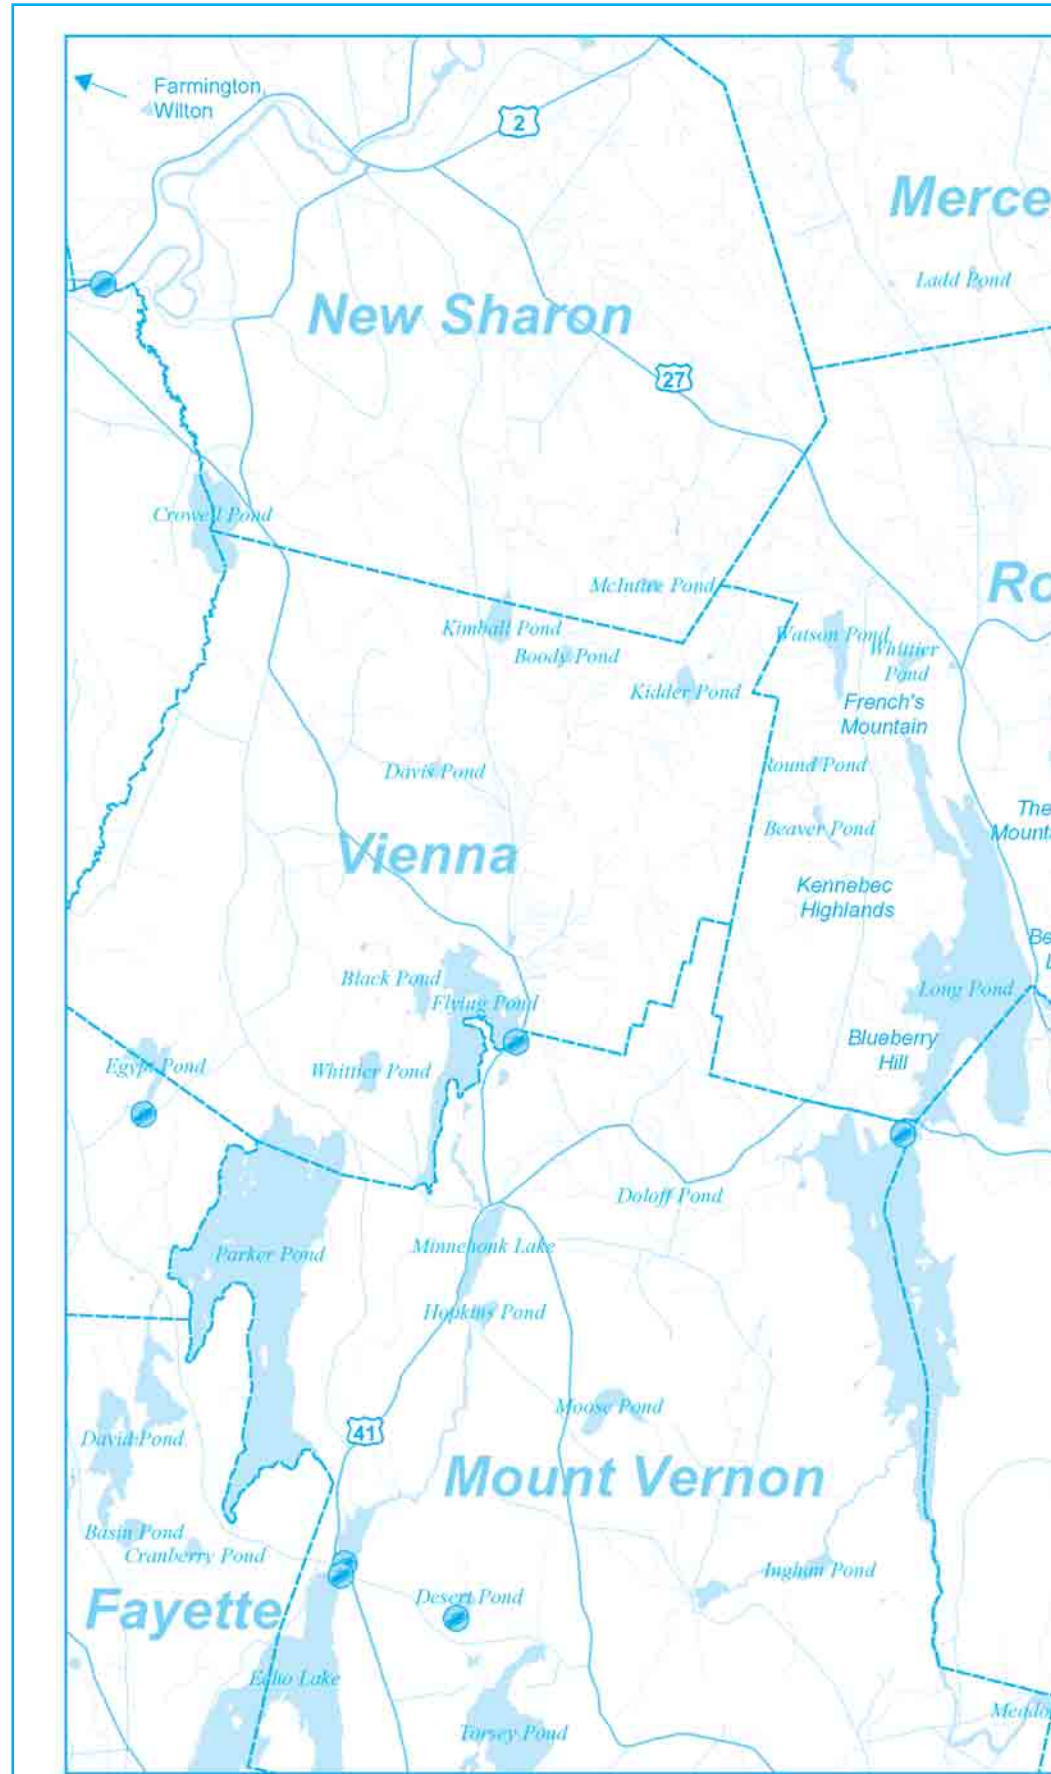 Farmington,
Wilton
2
Merce
Ladd Pond
New Sharon
27
Crowell Pond
Ro
McIntire Pond
Kimball Pond
Watson Pond
Whittier
Pond
Boody Pond
Kidder Pond
French's
Mountain
Davis Pond
Round Pond
The
Mounta
Beaver Pond
Vienna
Kennebec
Highlands
Be
L
Black Pond
Flying Pond
Long Pond
Blueberry
Hill
Egypt Pond
Whittier Pond
Doloff Pond
Parker Pond
Minnehonk Lake
Hopkins Pond
Moose Pond
41
David Pond
Mount Vernon
Basin Pond
Cranberry Pond
Ingham Pond
Fayette
Desert Pond
Echo Lake
Torsey Pond
Meado